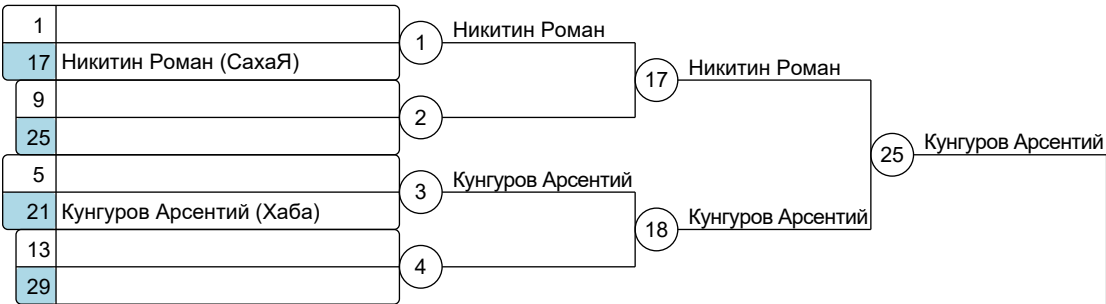 1
17 Никитин Роман (СахаЯ)
1
Никитин Роман
9
25
2
17
Никитин Роман
5
21 Кунгуров Арсентий (Хаба)
3
Кунгуров Арсентий
13
29
4
18
Кунгуров Арсентий
25
Кунгуров Арсентий